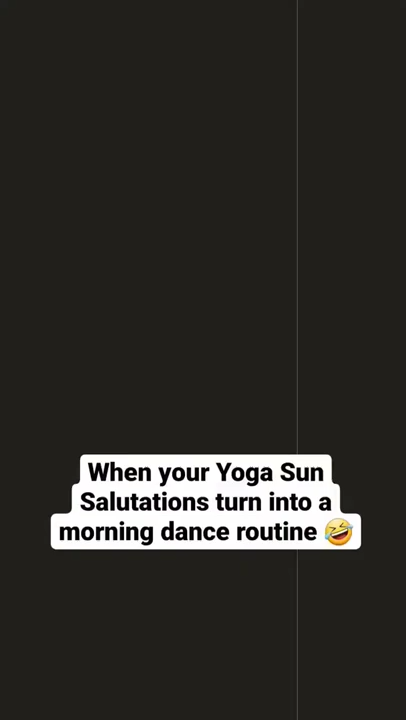 When your Yoga Sun
Salutations turn into a
morning dance routine 🤣